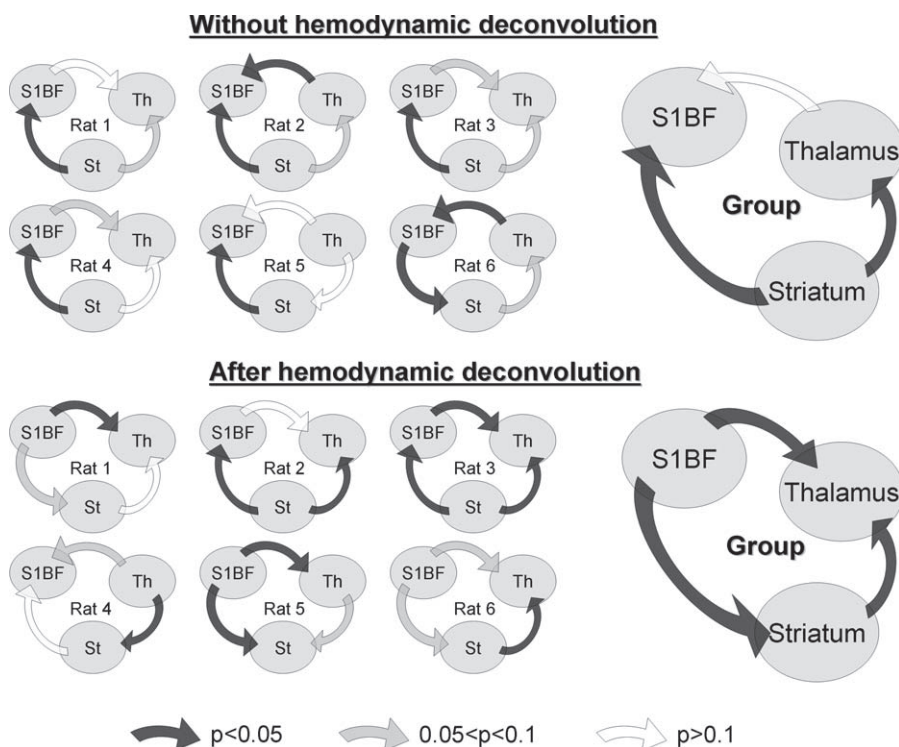 Without hemodynamic deconvolution
S1BF Th
Rat 1
St
S1BF Th
Rat 2
St
S1BF Th
Rat 3
St
S1BF Th
Rat 4
St
S1BF Th
Rat 5
St
S1BF Th
Rat 6
St
S1BF
Thalamus
Group
Striatum
After hemodynamic deconvolution
S1BF Th
Rat 1
St
S1BF Th
Rat 2
St
S1BF Th
Rat 3
St
S1BF Th
Rat 4
St
S1BF Th
Rat 5
St
S1BF Th
Rat 6
St
S1BF
Thalamus
Group
Striatum
p<0.05 0.05<p<0.1 p>0.1